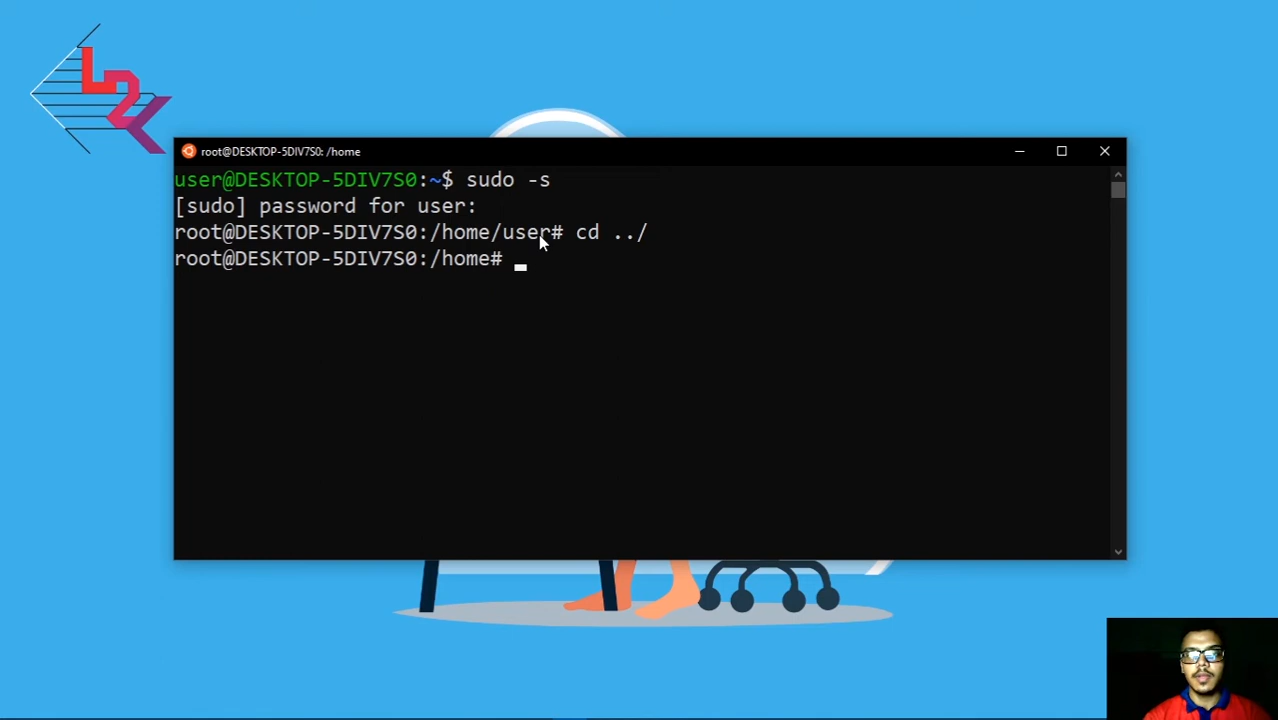 LDK
root@DESKTOP-5DIV7S0: /home
user@DESKTOP-5DIV7S0:~$ sudo -s
[sudo] password for user:
root@DESKTOP-5DIV7S0:/home/user# cd ../
root@DESKTOP-5DIV7S0:/home#